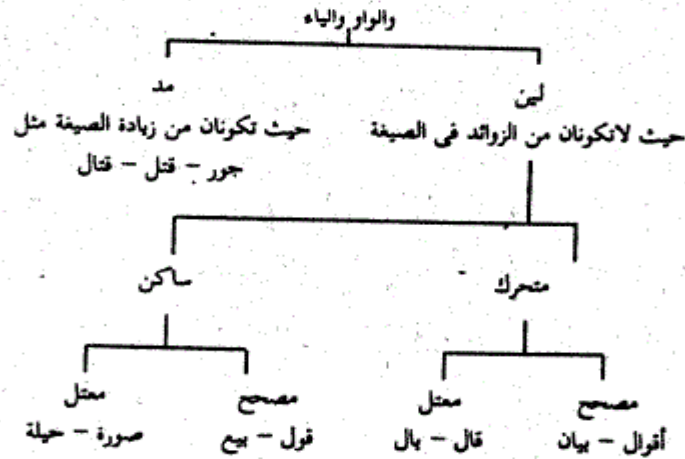 والواو والياء
لين
مد
حيث لاتكونان من الزوائد فى الصيغة
حيث تكونان من زيادة الصيغة مثل
جور – قتل – قتال
متحرك
ساكن
مصحح
معتل
مصحح
معتل
أقوال – بيان
قال – بال
قول – بيع
صورة – حيلة